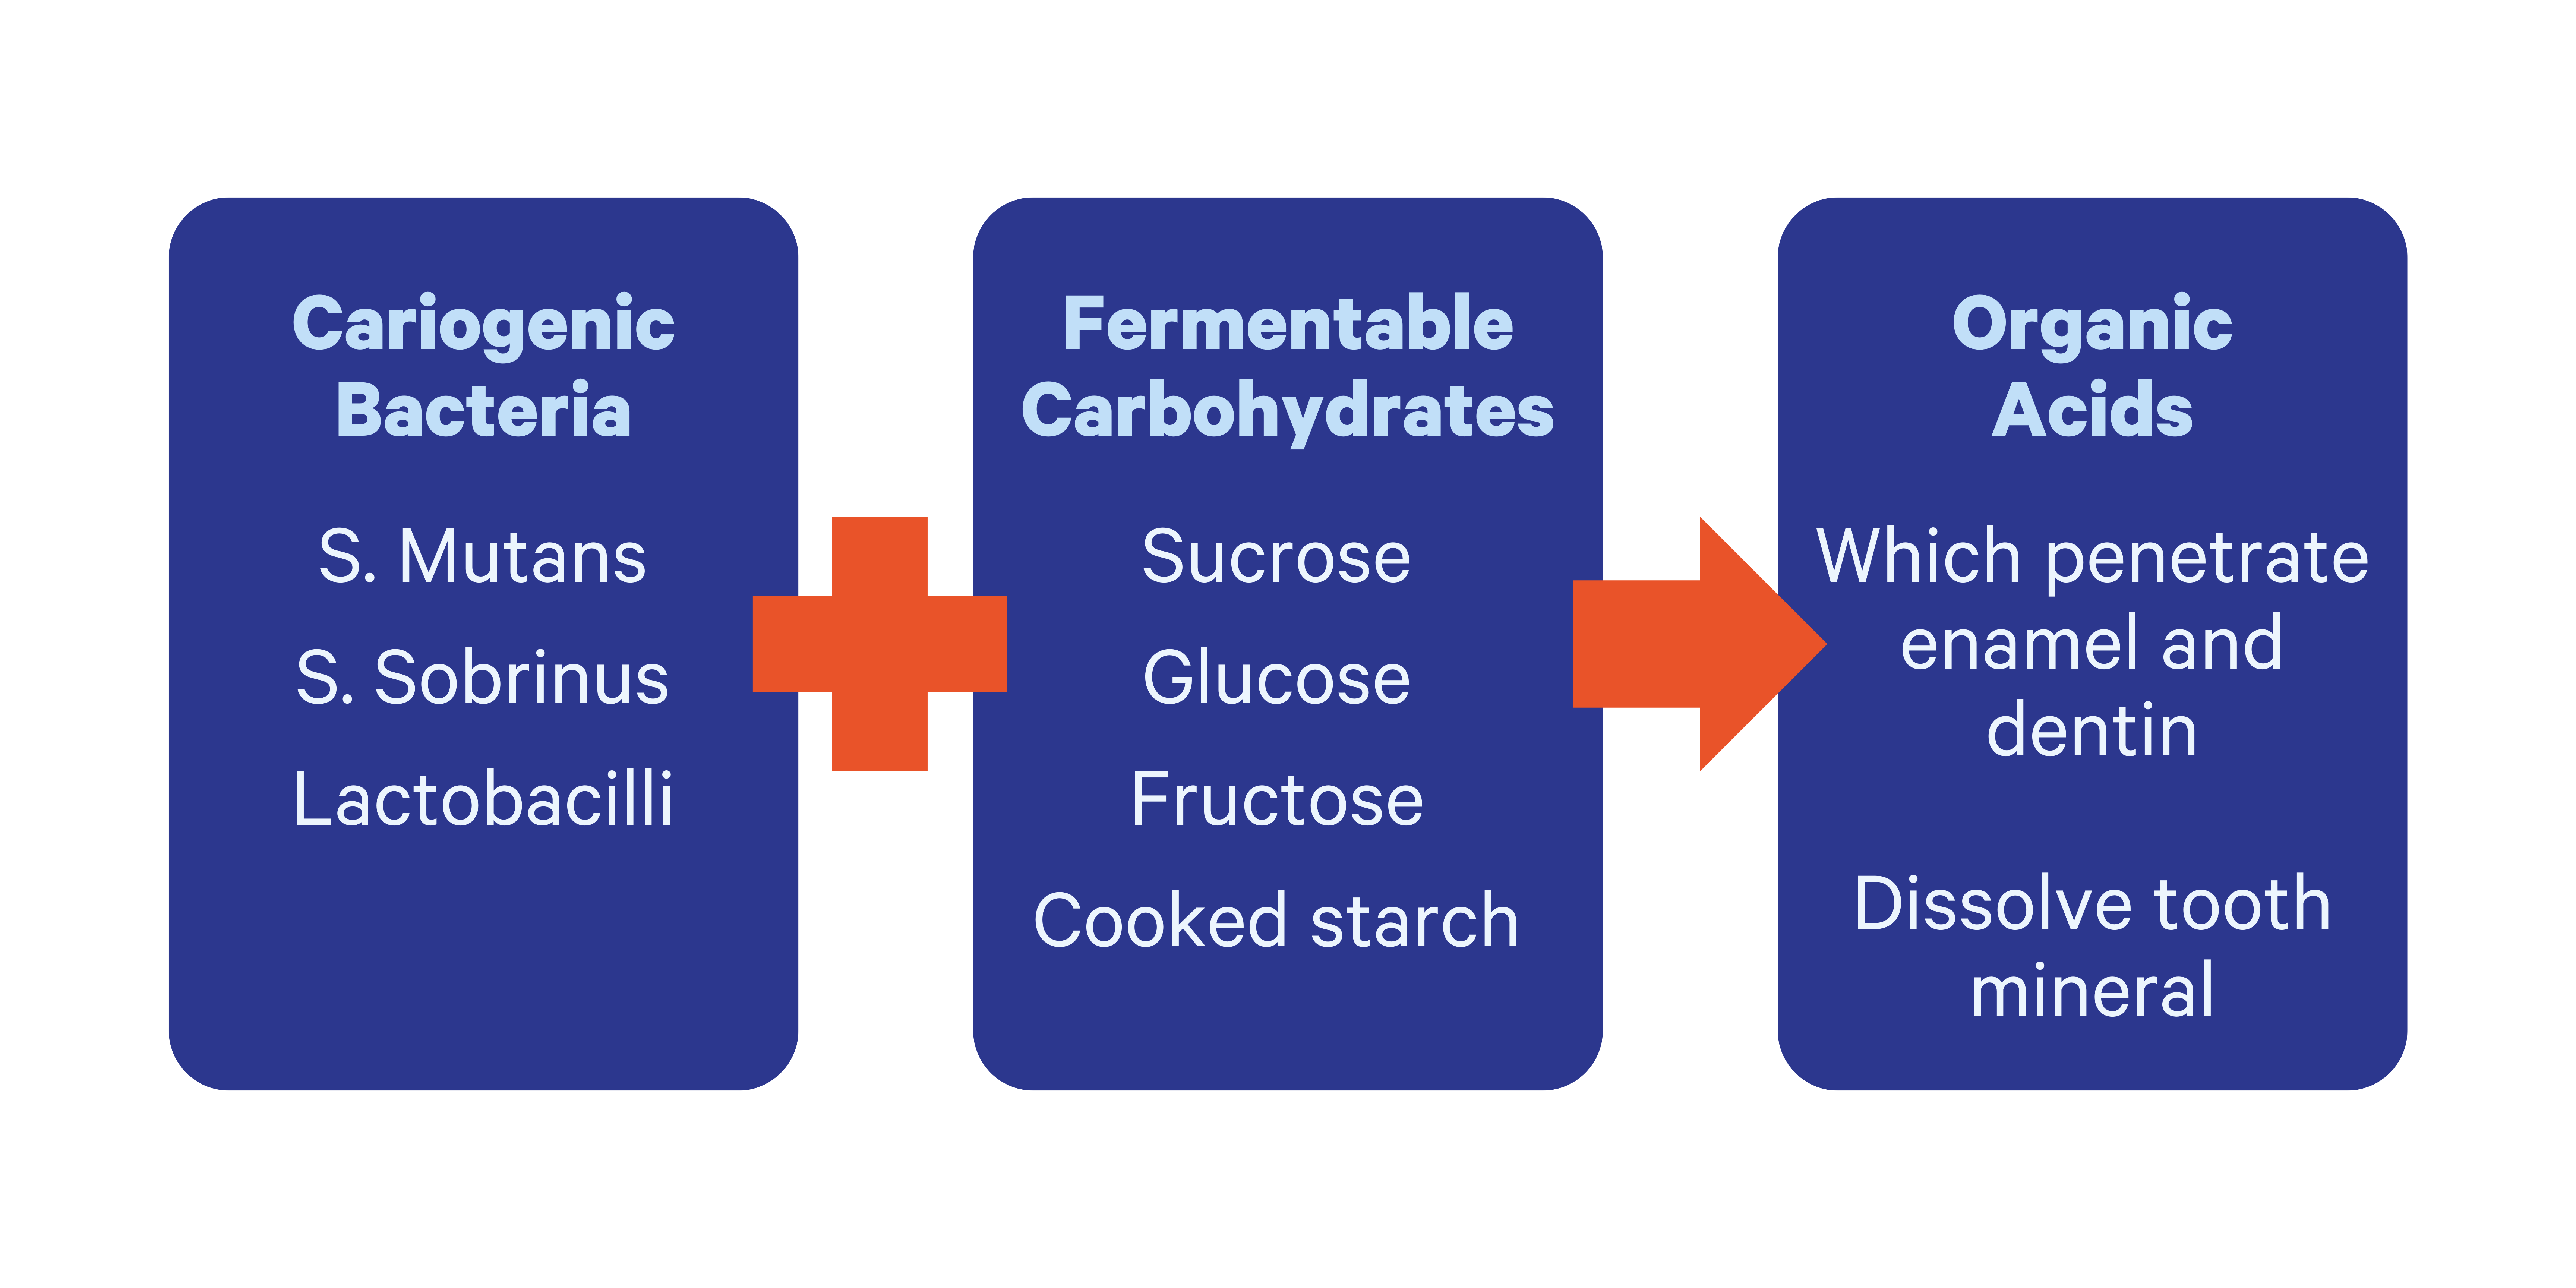 Cariogenic
Bacteria
S. Mutans
S. Sobrinus
Lactobacilli
Fermentable
Carbohydrates
Sucrose
Glucose
Fructose
Cooked starch
Organic
Acids
Which penetrate
enamel and
dentin
Dissolve tooth
mineral